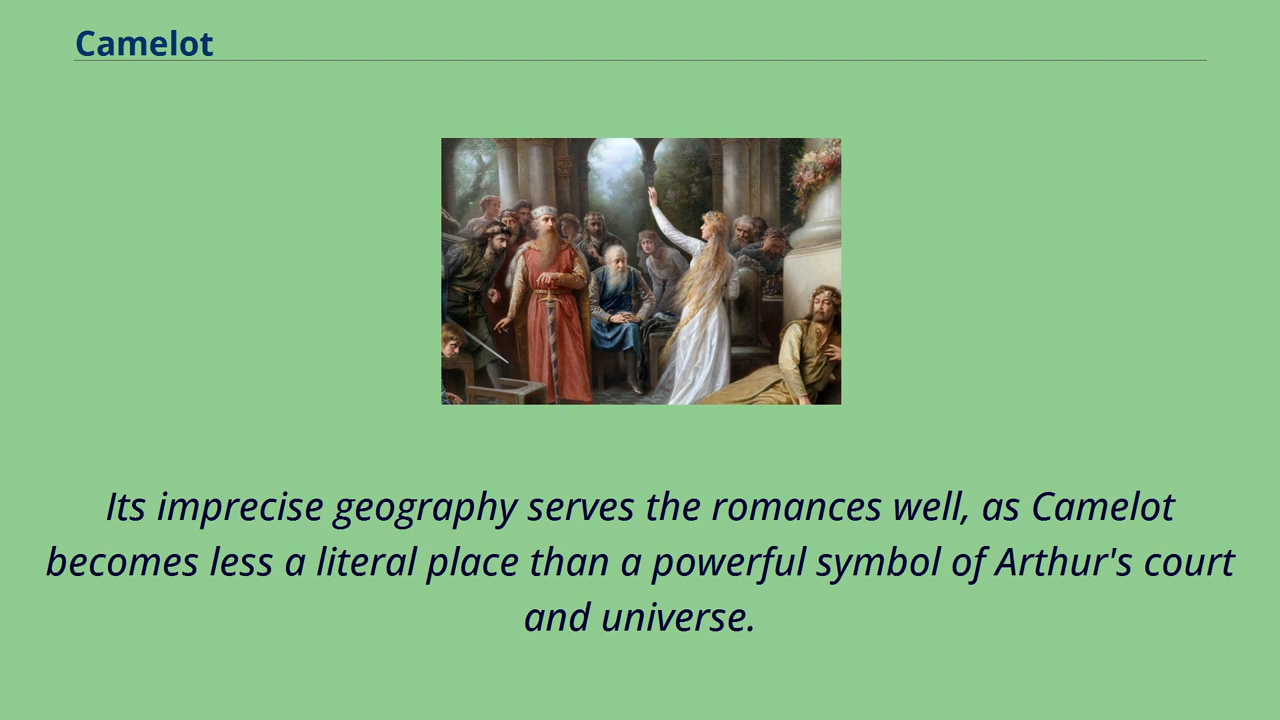 Camelot
Its imprecise geography serves the romances well, as Camelot
becomes less a literal place than a powerful symbol of Arthur's court
and universe.